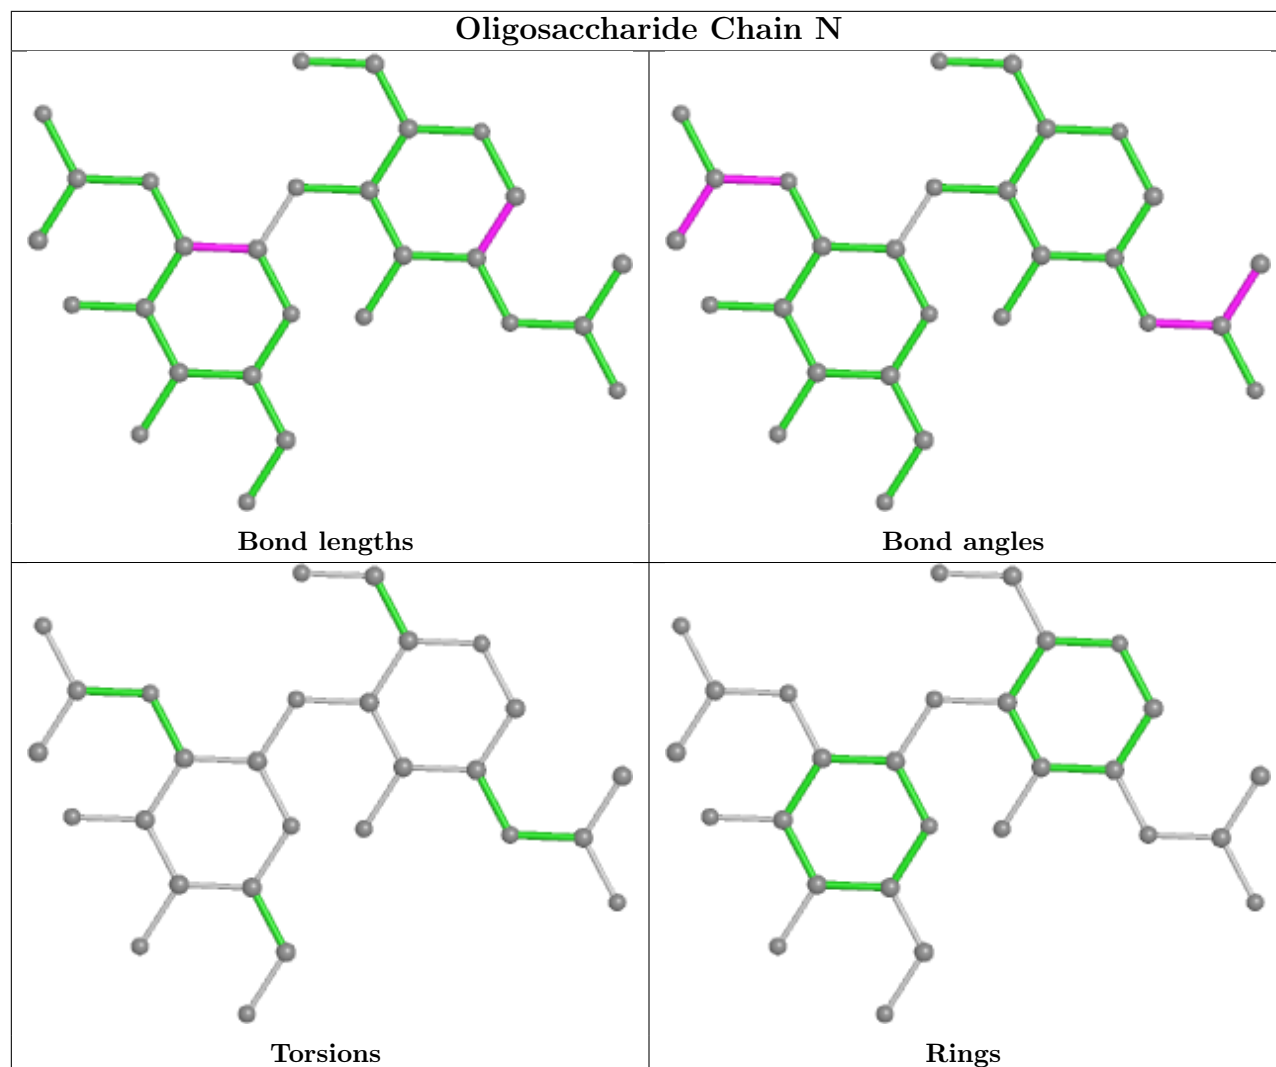 Oligosaccharide Chain N
Bond lengths
Bond angles
Torsions
Rings